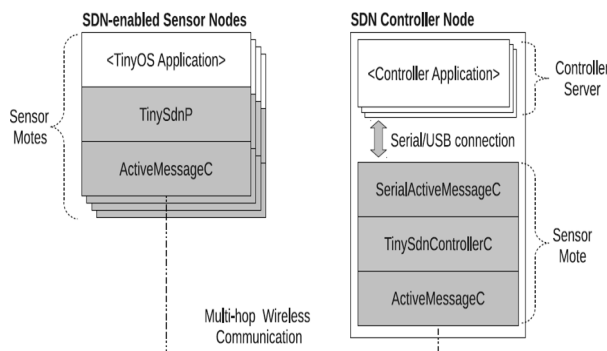 SDN-enabled Sensor Nodes
<TinyOS Application>
TinySdnP
ActiveMessageC
Sensor
Motes
SDN Controller Node
<Controller Application>
Controller
Server
Serial/USB connection
SerialActiveMessageC
TinySdnControllerC
ActiveMessageC
Sensor
Mote
Multi-hop Wireless
Communication